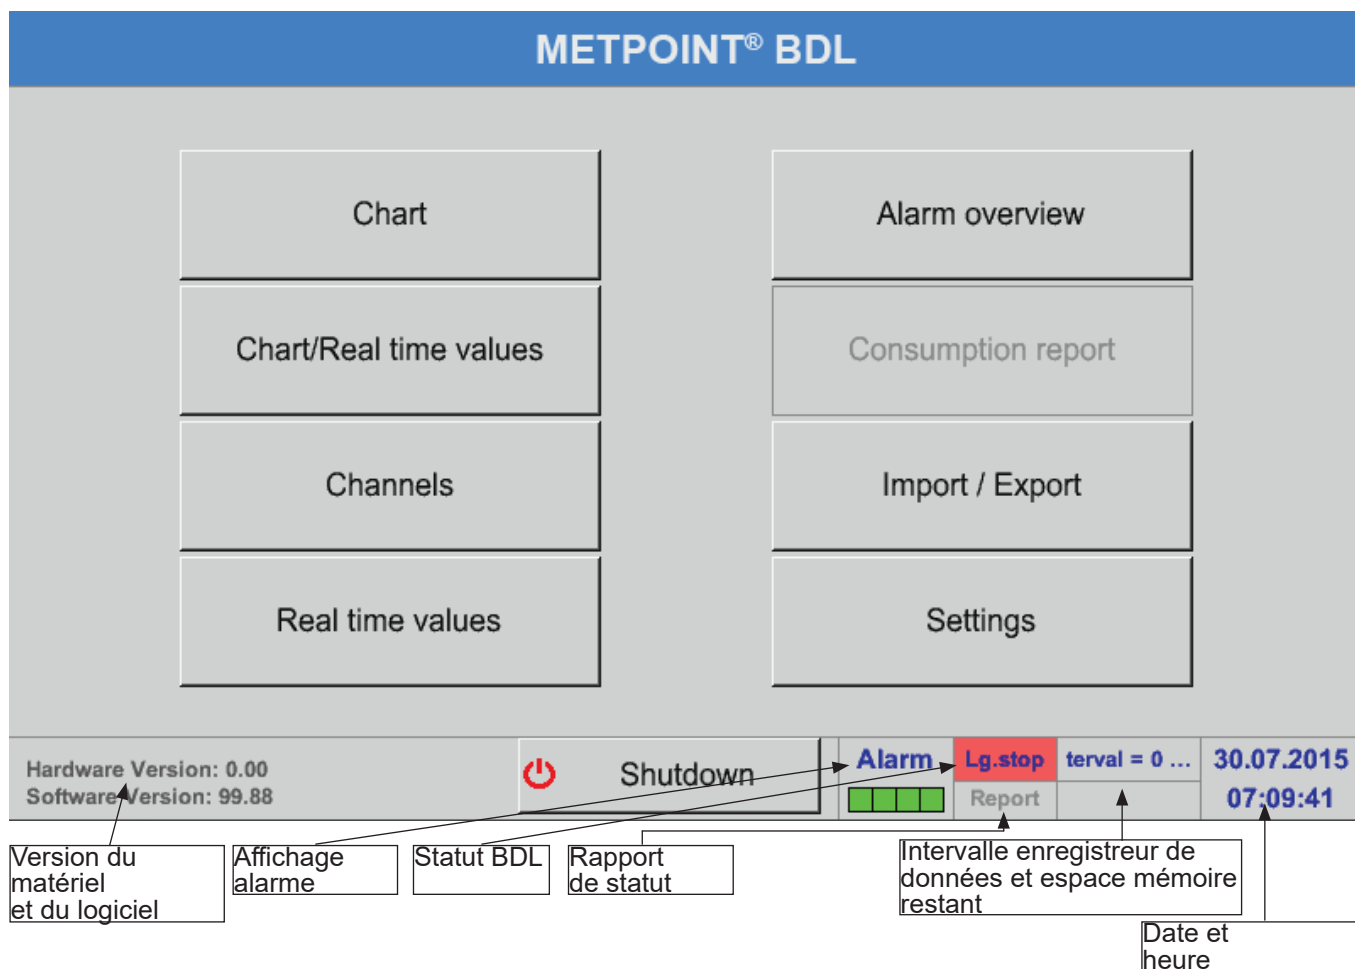 METPOINT® BDL
Chart
Alarm overview
Chart/Real time values
Consumption report
Channels
Import / Export
Real time values
Settings
Hardware Version: 0.00
Software Version: 99.88
Shutdown
Alarm
Lg.stop
Report
terval = 0 ...
30.07.2015
07:09:41
Version du
matériel
et du logiciel
Affichage
alarme
Statut BDL
Rapport
de statut
Intervalle enregistreur de
données et espace mémoire
restant
Date et
heure